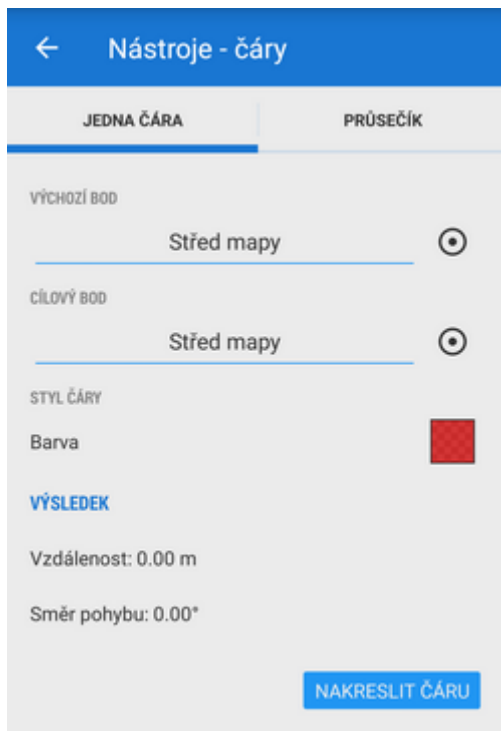 Nástroje - čáry
JEDNA ČÁRA
PRŮSEČÍK
VÝCHOZÍ BOD
Střed mapy
CÍLOVÝ BOD
Střed mapy
STYL ČÁRY
Barva
VÝSLEDEK
Vzdálenost: 0.00 m
Směr pohybu: 0.00°
NAKRESLIT ČÁRU